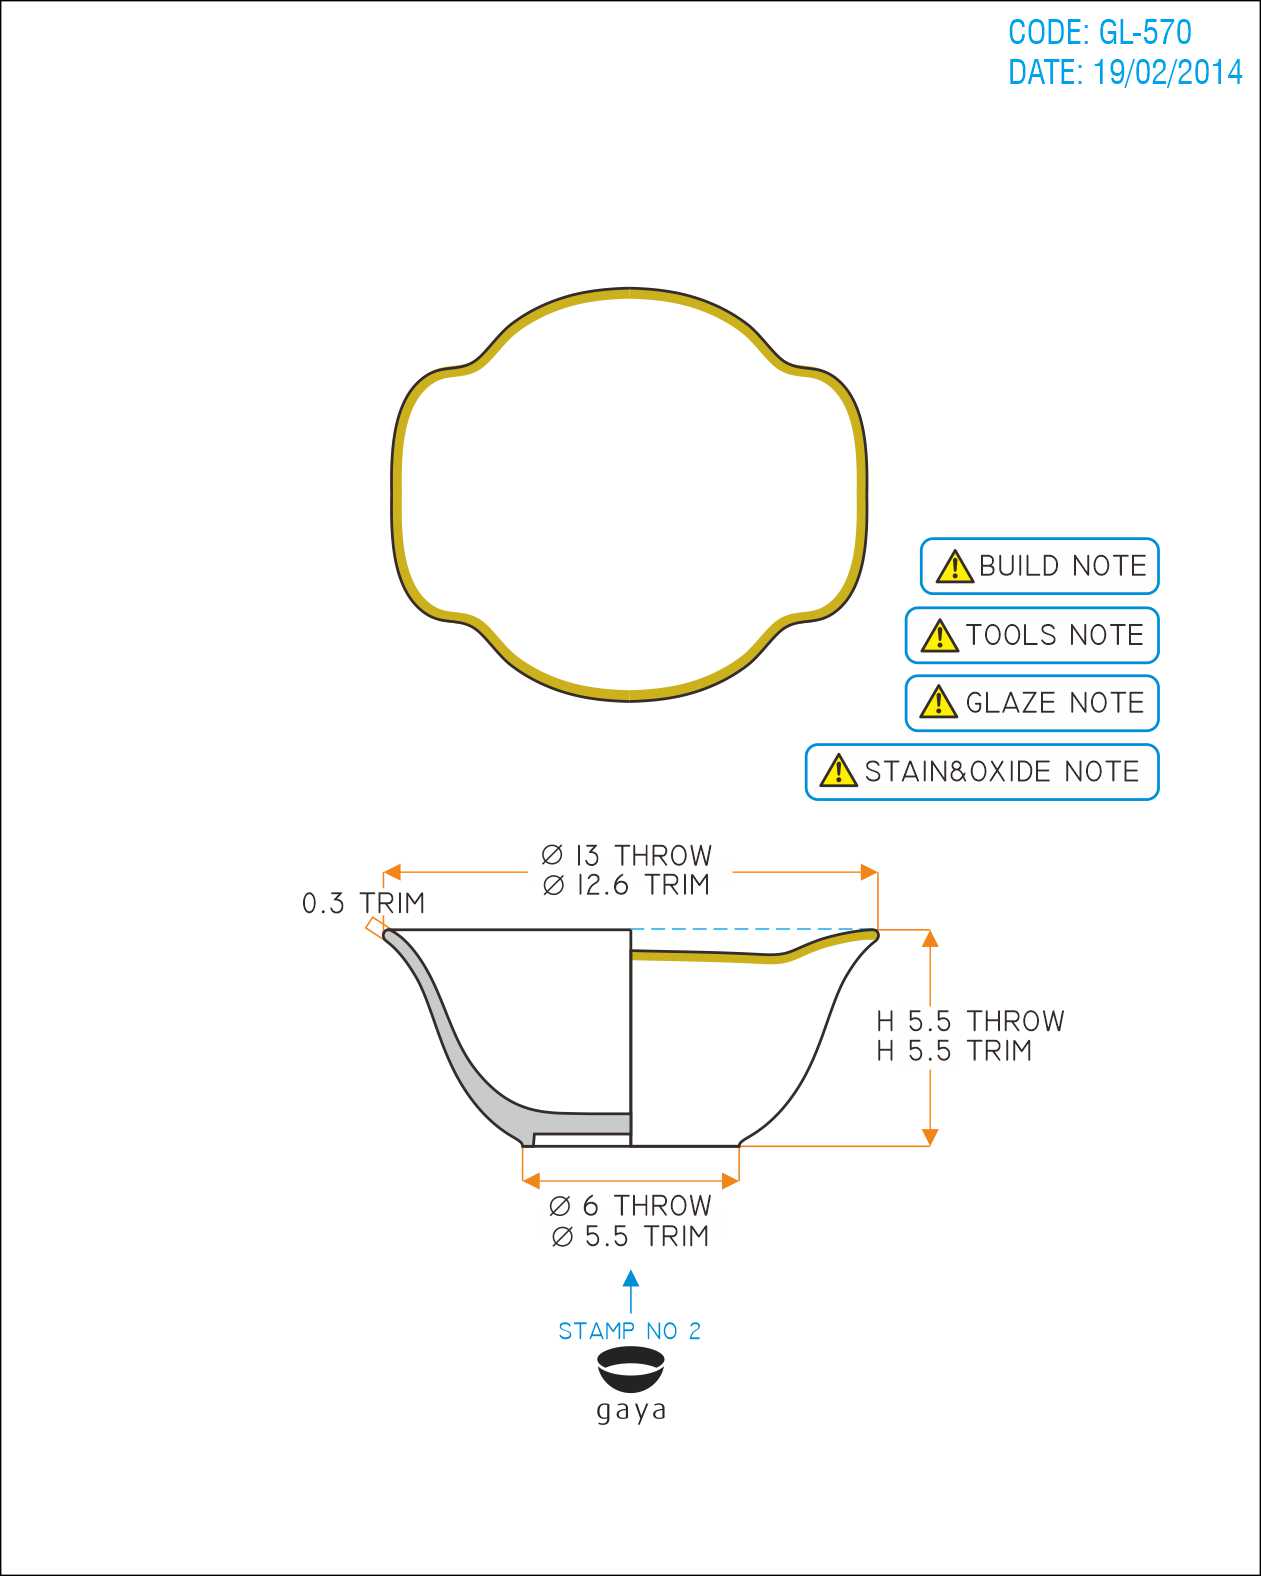 CODE: GL-570
DATE: 19/02/2014
BUILD NOTE
TOOLS NOTE
GLAZE NOTE
STAIN&OXIDE NOTE
Ø 13 THROW
Ø 12.6 TRIM
0.3 TRIM
H 5.5 THROW
H 5.5 TRIM
Ø 6 THROW
Ø 5.5 TRIM
STAMP NO 2
gaya